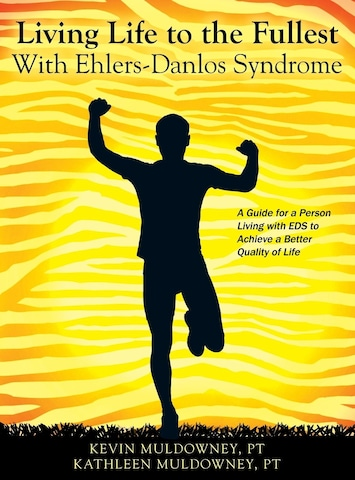 Living Life to the Fullest
With Ehlers-Danlos Syndrome
A Guide for a Person
Living with EDS to
Achieve a Better
Quality of Life
KEVIN MULDOWNEY, PT
KATHLEEN MULDOWNEY, PT